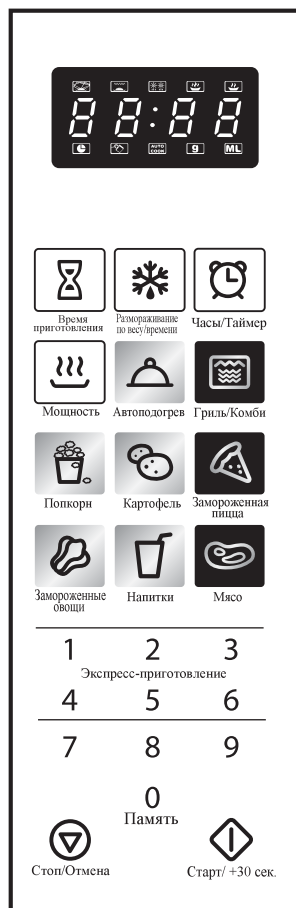 88:88
AUTO
COOK
g
ML
Время
приготовления
Размораживание
по весу/времени
Часы/Таймер
Мощность
Автоподогрев
Гриль/Комби
Попкорн
Картофель
Замороженная
пицца
Замороженные
овощи
Напитки
Мясо
1 2 3
Экспресс-приготовление
4 5 6
7 8 9
0
Память
Стоп/Отмена
Старт/ +30 сек.